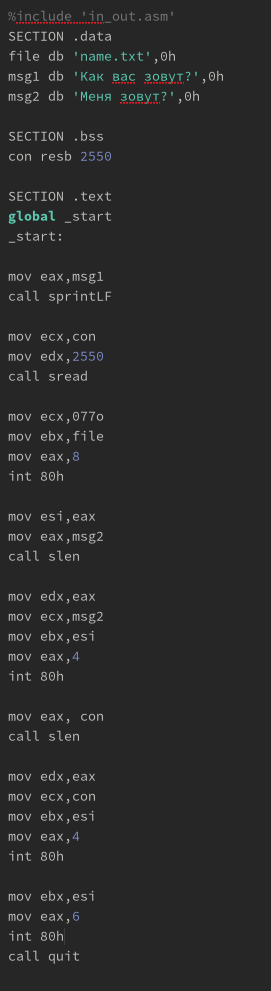 %include 'in_out.asm'
SECTION .data
file db 'name.txt',0h
msg1 db 'Как вас зовут?',0h
msg2 db 'Меня зовут?',0h
SECTION .bss
con resb 2550
SECTION .text
global _start
_start:
mov eax,msg1
call sprintLF
mov ecx,con
mov edx,2550
call sread
mov ecx,077o
mov ebx,file
mov eax,8
int 80h
mov esi,eax
mov eax,msg2
call slen
mov edx,eax
mov ecx,msg2
mov ebx,esi
mov eax,4
int 80h
mov eax, con
call slen
mov edx,eax
mov ecx,con
mov ebx,esi
mov eax,4
int 80h
mov ebx,esi
mov eax,6
int 80h
call quit